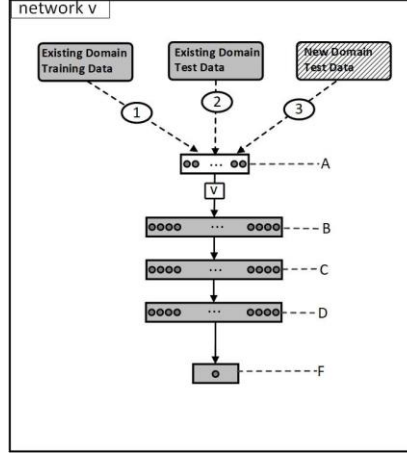 network v
Existing Domain
Training Data
Existing Domain
Test Data
New Domain
Test Data
1
2
3
... A
V
... B
... C
... D
F